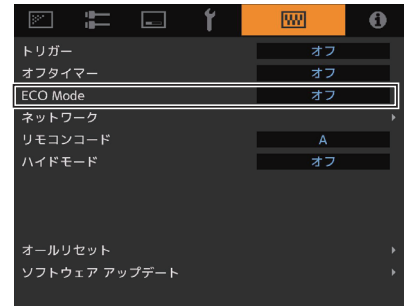 トリガー オフ
オフタイマー オフ
ECO Mode オフ
ネットワーク
リモコンコード A
ハイドモード オフ
オールリセット
ソフトウェア アップデート